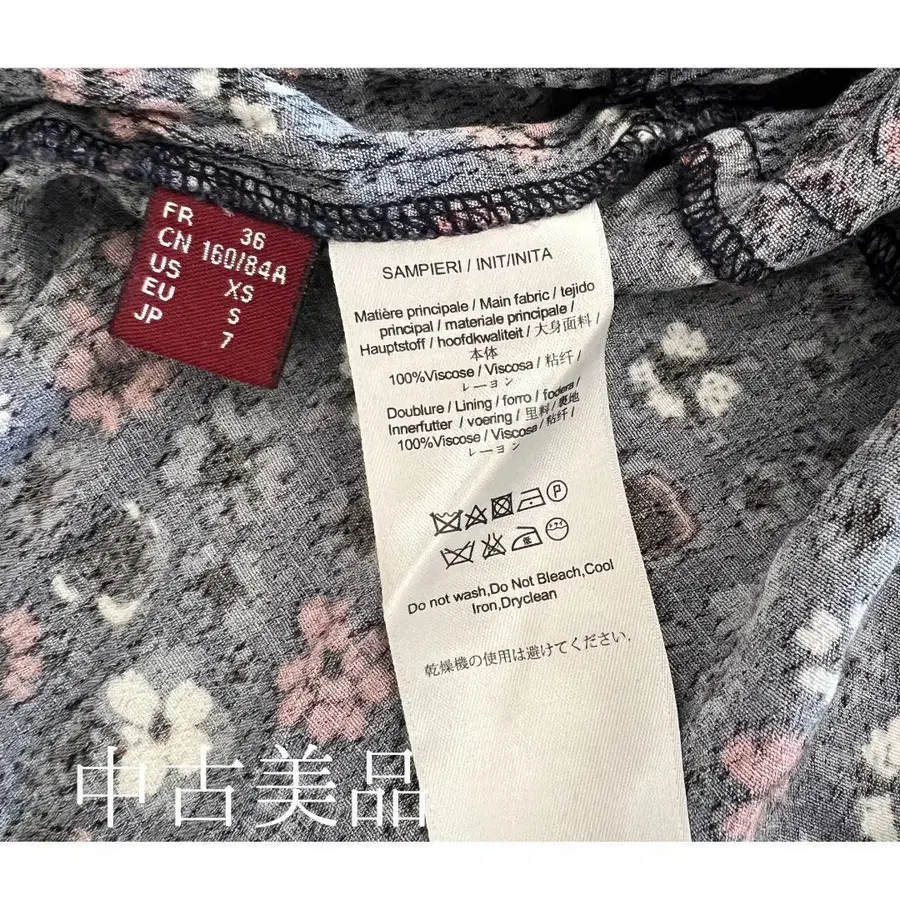 FR 36
CN 160/84A
US XS
EU S
JP 7
SAMPIERI / INIT/INITA
Matière principale / Main fabric / tejido
principal / materiale principale /
Hauptstoff / hoofdkwaliteit / 大身面料 /
本体
100%Viscose / Viscosa / 粘纤 /
レーヨン
Doublure / Lining / forro / fodera/
Innerfutter / voering / 里料 / 裏地
100%Viscose / Viscosa / 粘纤 /
レーヨン
P
Do not wash,Do Not Bleach,Cool
Iron,Dryclean
乾燥機の使用は避けてください.
中古美品